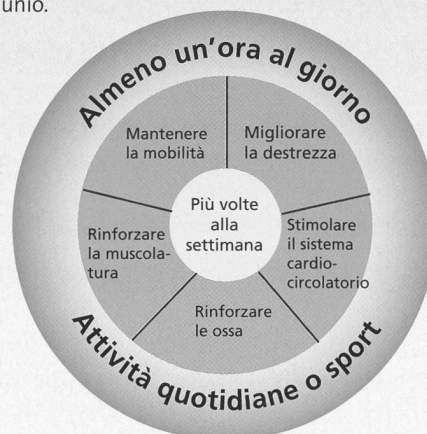 unio.
Almeno un'ora al giorno
Mantenere
la mobilità
Migliorare
la destrezza
Più volte
alla
settimana
Rinforzare
la muscola-
tura
Stimolare
il sistema
cardio-
circolatorio
Rinforzare
le ossa
Attività quotidiane o sport